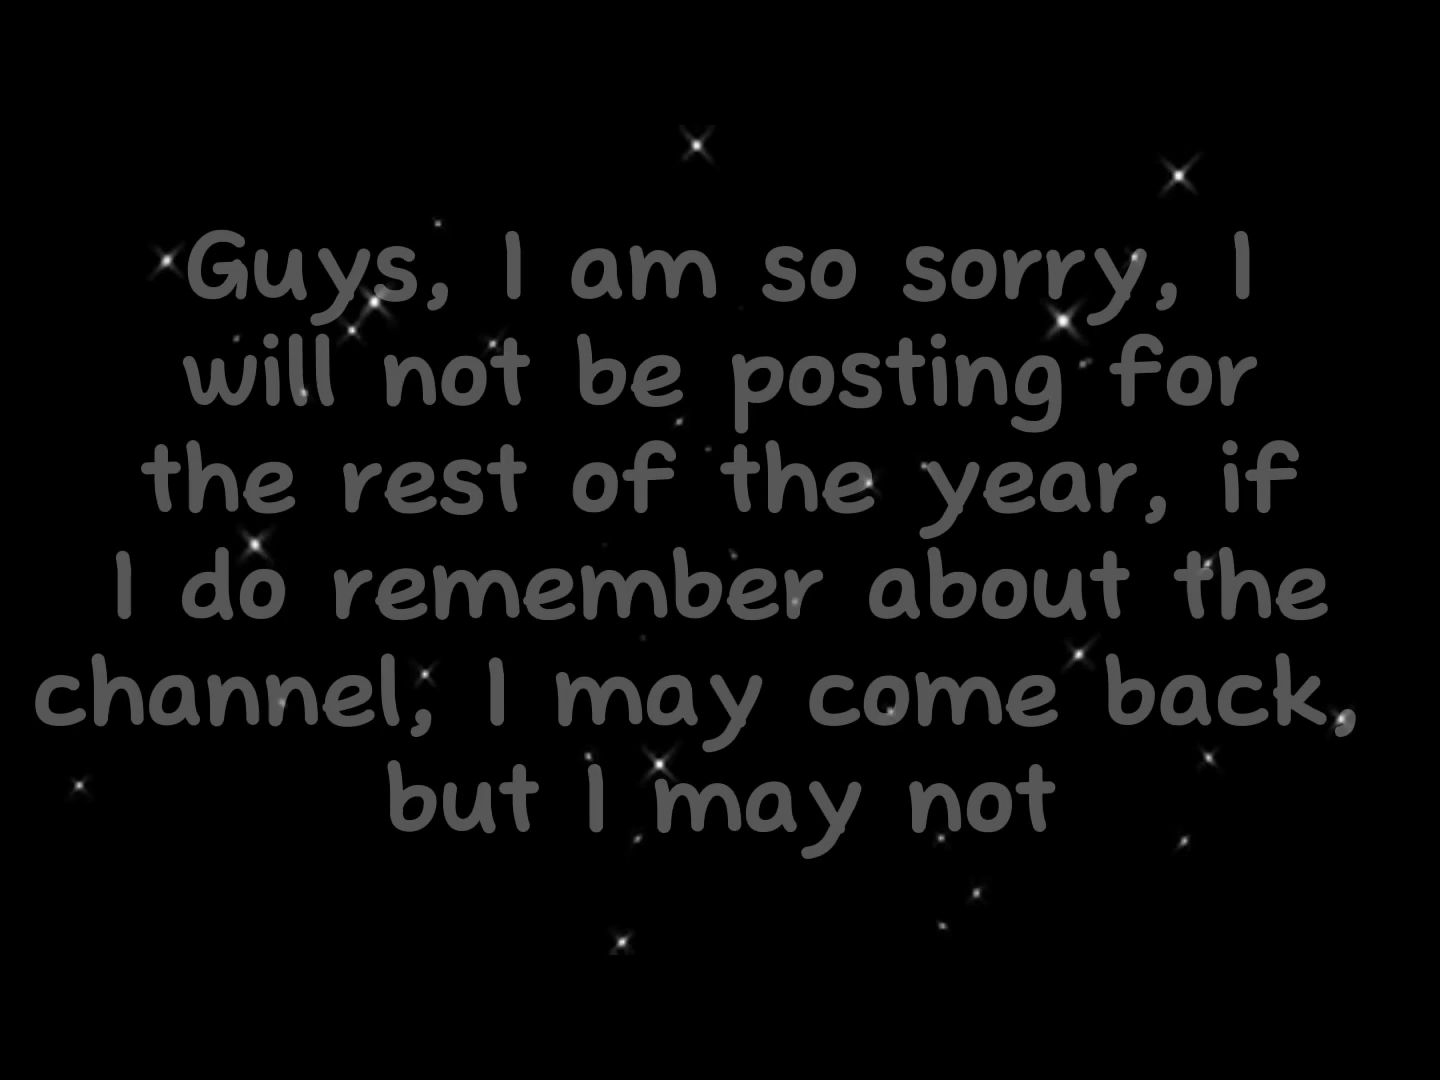 Guys, I am so sorry, I
will not be posting for
the rest of the year, if
I do remember about the
channel, I may come back,
but I may not